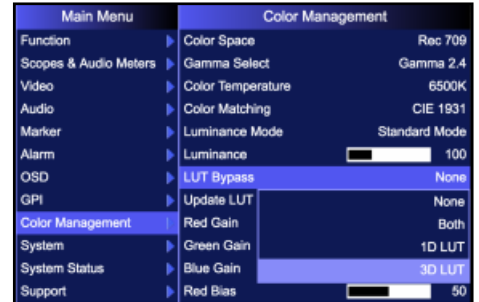 Main Menu
Color Management
Function
Scopes & Audio Meters
Video
Audio
Marker
Alarm
OSD
GPI
Color Management
System
System Status
Support
Color Space Rec 709
Gamma Select Gamma 2.4
Color Temperature 6500K
Color Matching CIE 1931
Luminance Mode Standard Mode
Luminance 100
LUT Bypass None
Update LUT None
Red Gain Both
Green Gain 1D LUT
Blue Gain 3D LUT
Red Bias 50